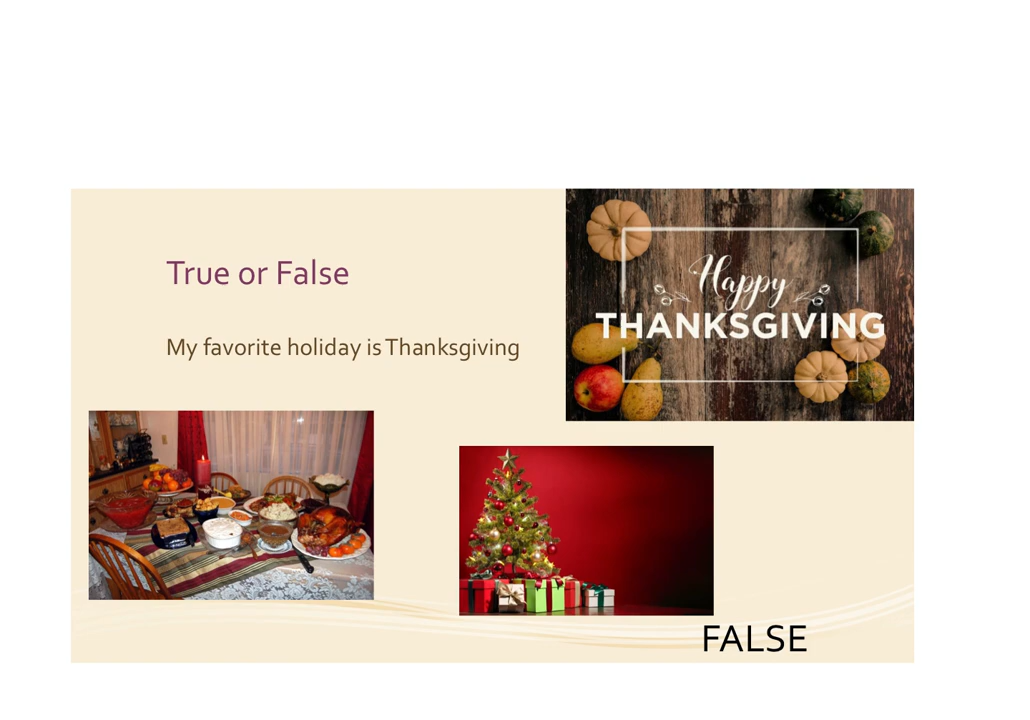 True or False
My favorite holiday is Thanksgiving
Happy
THANKSGIVING
FALSE